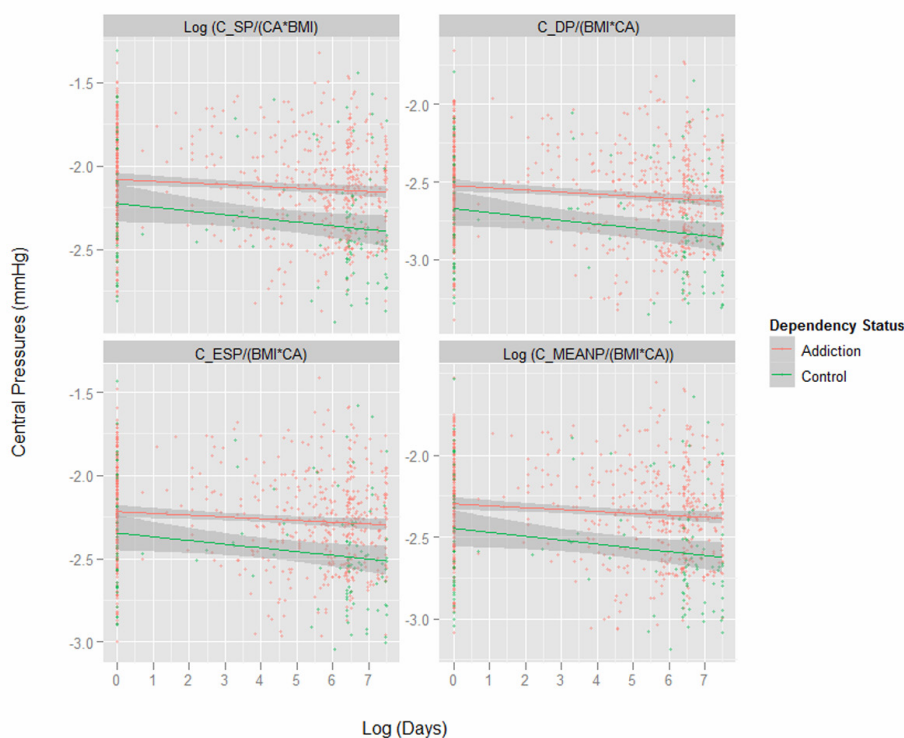 Log (C_SP/(CA*BMI)
C_DP/(BMI*CA)
-1.5
-2.0
-2.5
-2.0
-2.5
-3.0
Central Pressures (mmHg)
Dependency Status
Addiction
Control
C_ESP/(BMI*CA)
Log (C_MEANP/(BMI*CA))
-1.5
-2.0
-2.5
-3.0
-2.0
-2.5
-3.0
0 1 2 3 4 5 6 7
0 1 2 3 4 5 6 7
Log (Days)